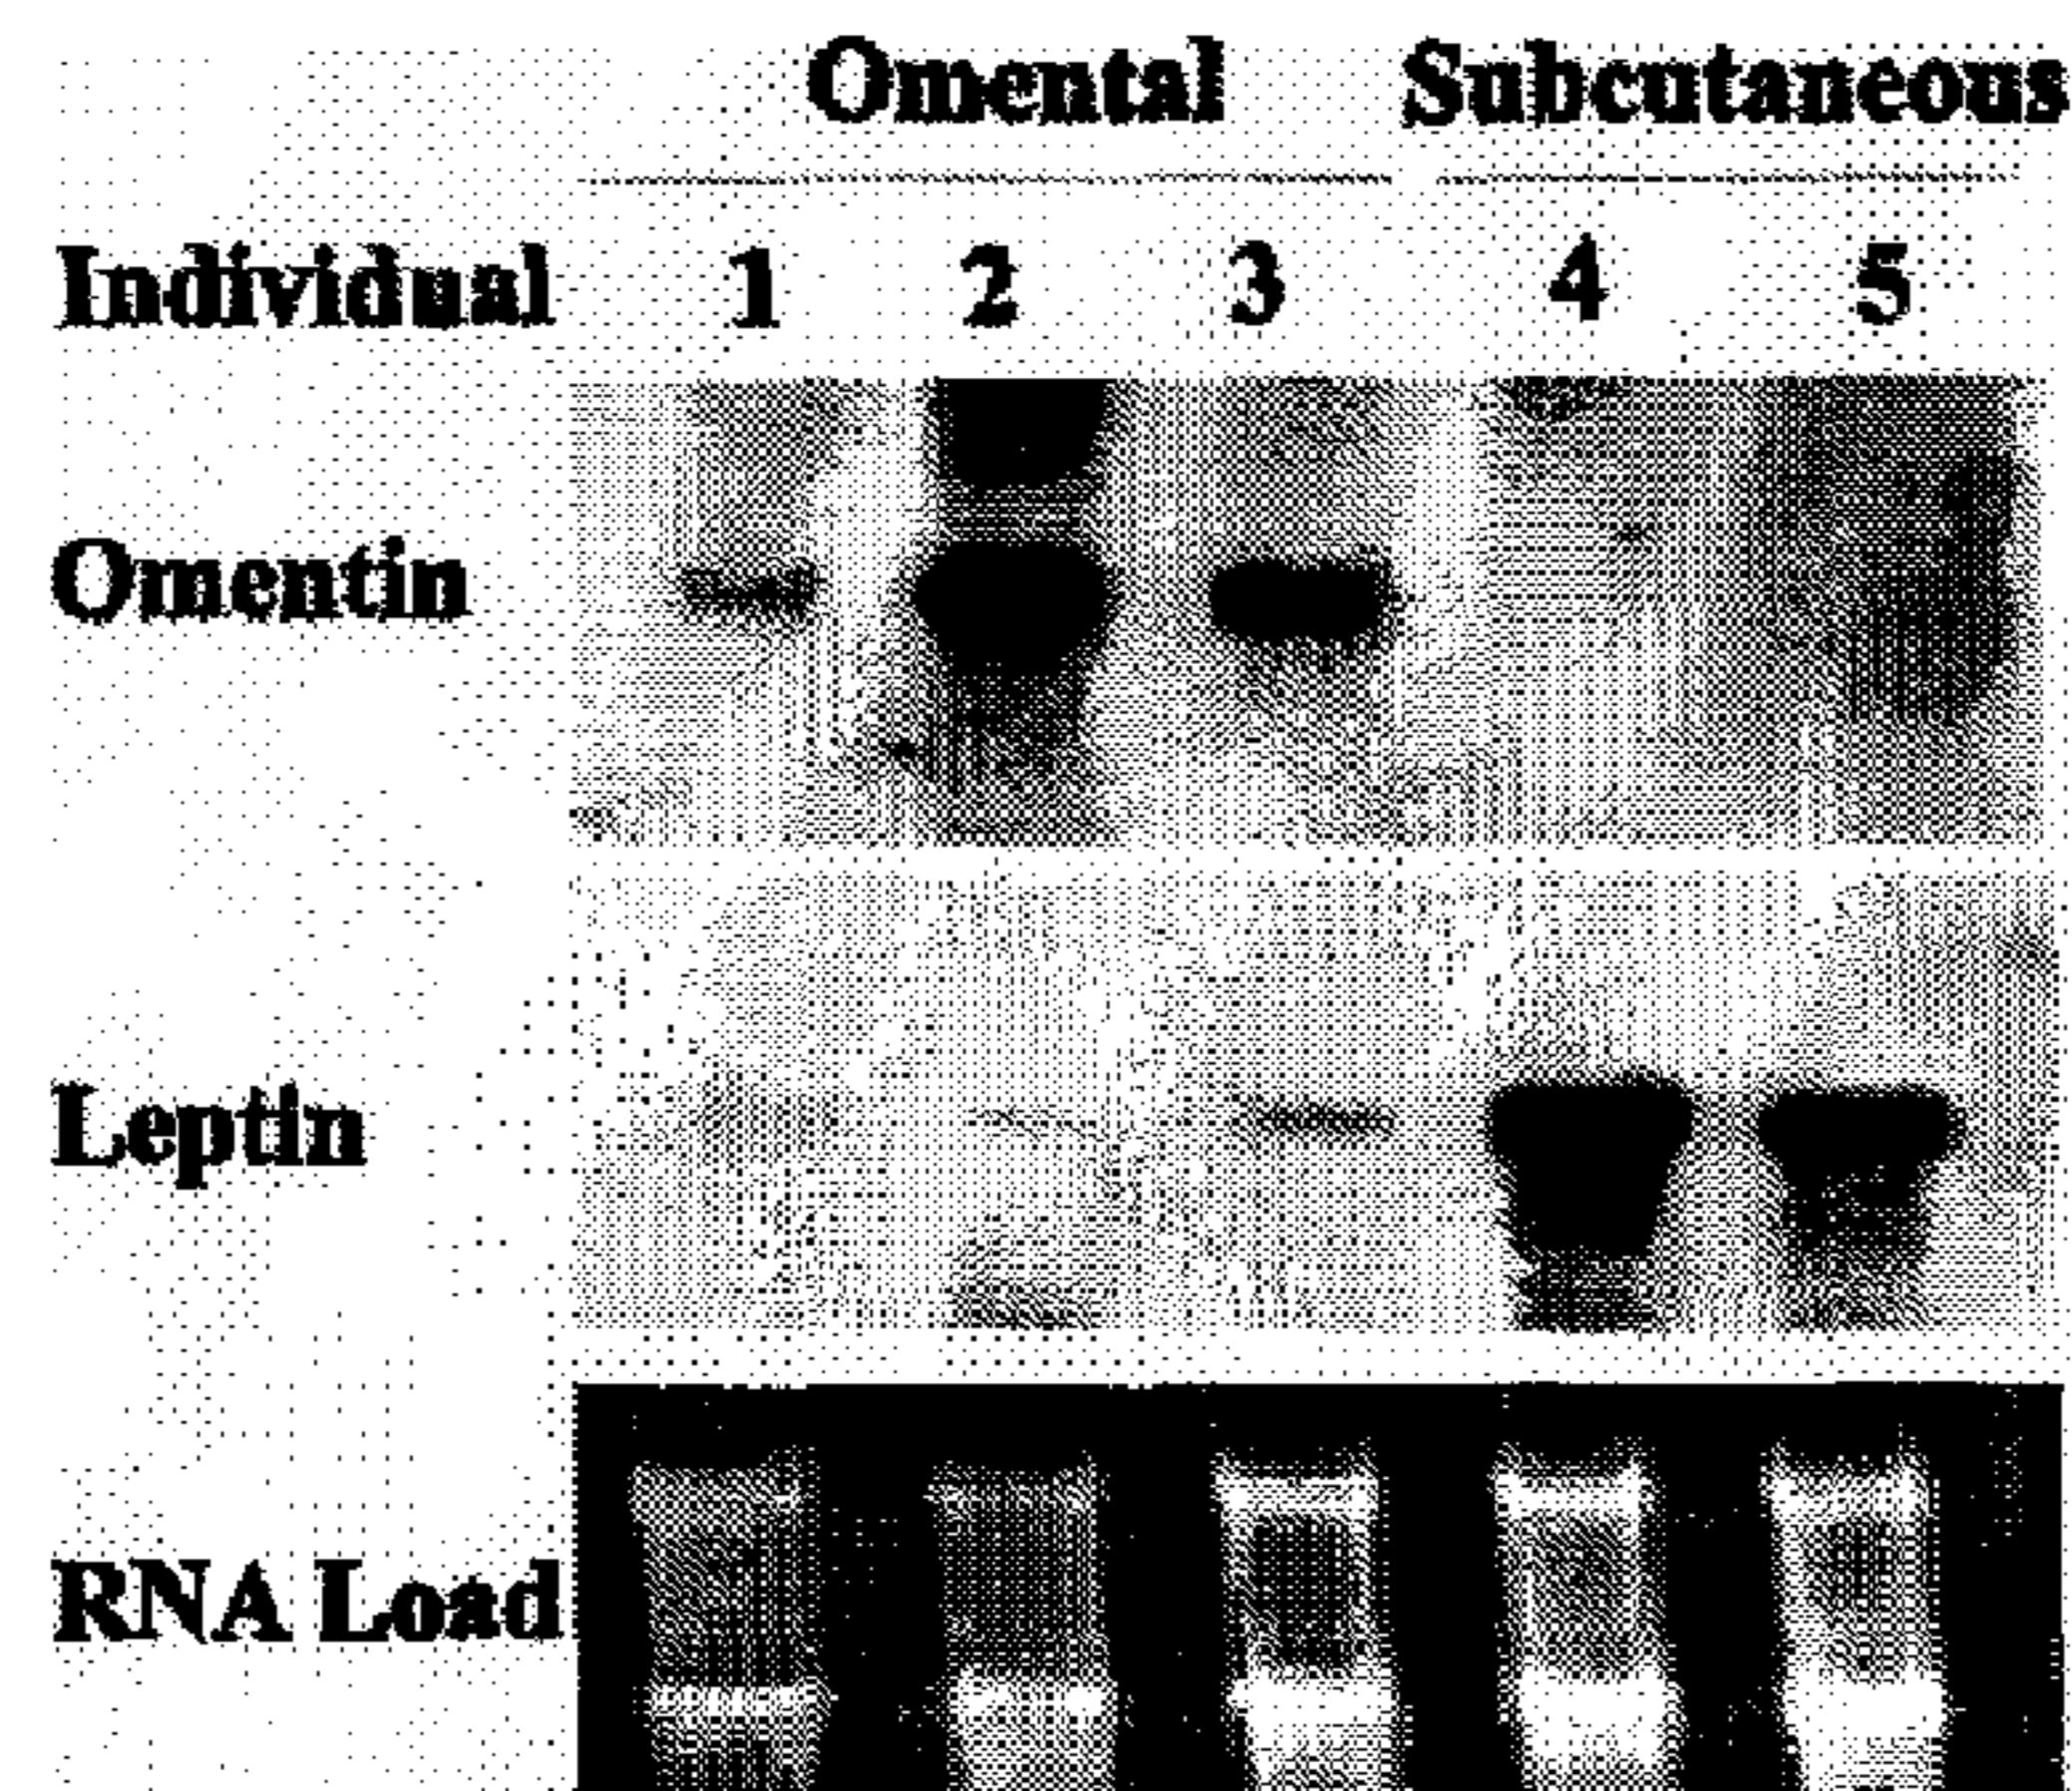 Omental Subcutaneous
Individual 1 2 3 4 5
Omentin
Leptin
RNA Load